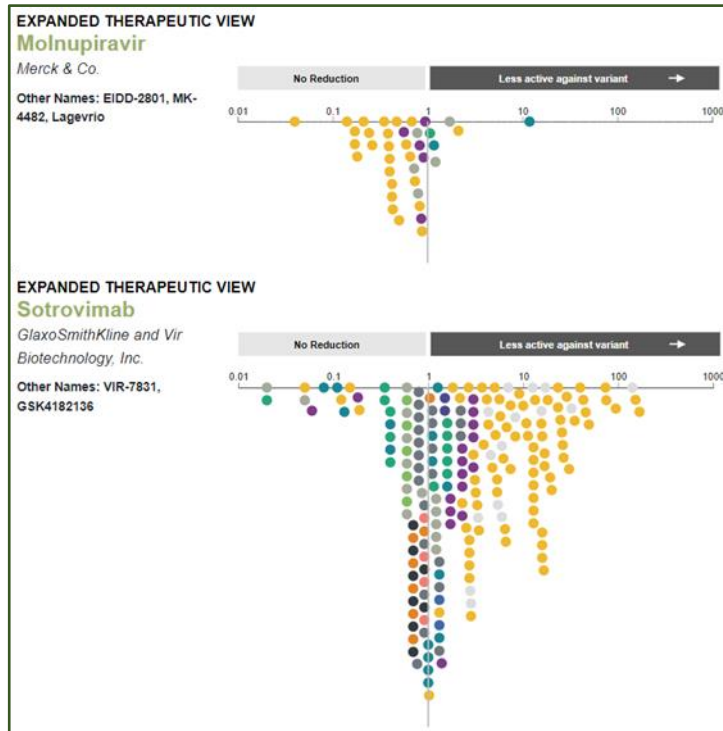 EXPANDED THERAPEUTIC VIEW
Molnupiravir
Merck & Co.
Other Names: EIDD-2801, MK-
4482, Lagevrio
No Reduction
Less active against variant →
0.01 0.1 1 10 100 1000
EXPANDED THERAPEUTIC VIEW
Sotrovimab
GlaxoSmithKline and Vir
Biotechnology, Inc.
Other Names: VIR-7831,
GSK4182136
No Reduction
Less active against variant →
0.01 0.1 1 10 100 1000